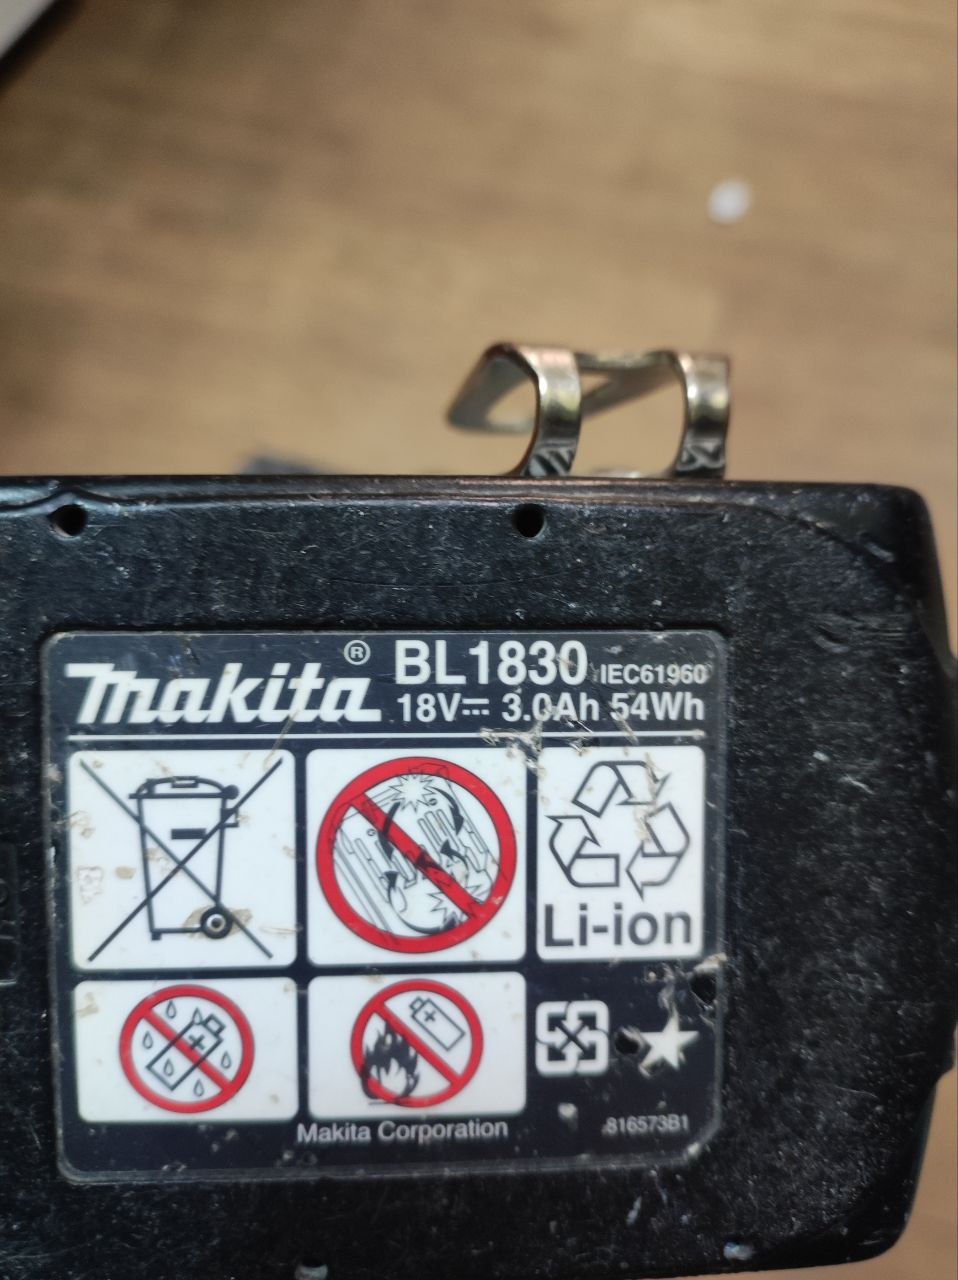 Makita® BL1830 IEC61960
18V⎓ 3.0Ah 54Wh
Li-ion
Makita Corporation 816573B1